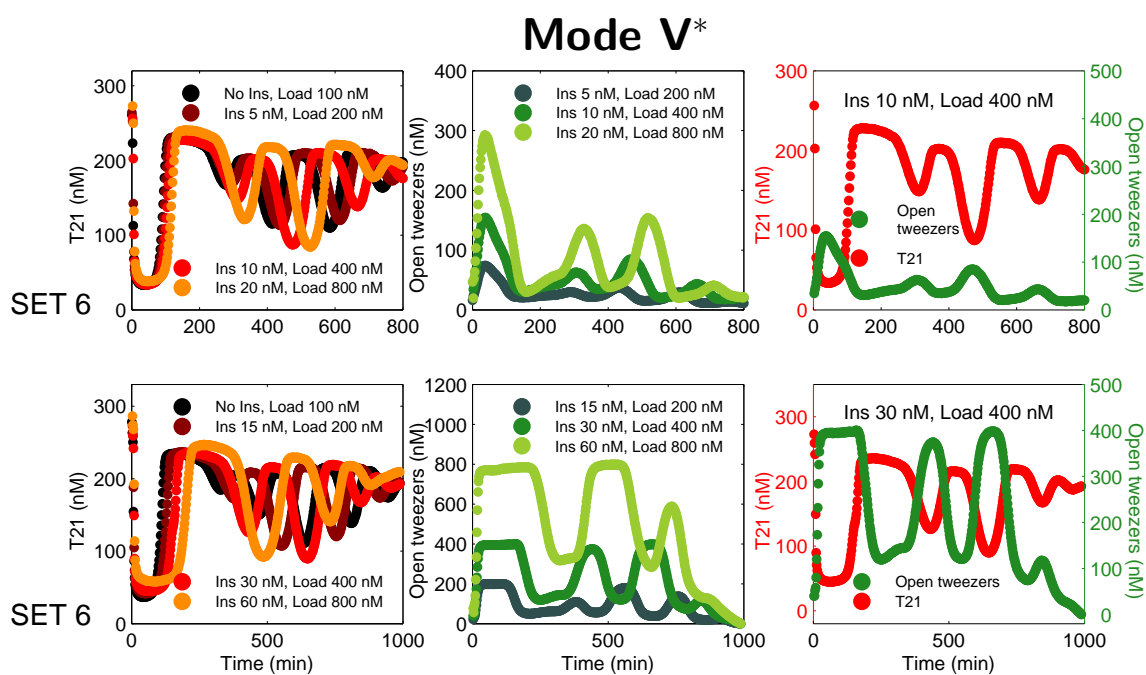 Mode V*
SET 6
T21 (nM)
300
200
100
0
No Ins, Load 100 nM
Ins 5 nM, Load 200 nM
Ins 10 nM, Load 400 nM
Ins 20 nM, Load 800 nM
0 200 400 600 800
Open tweezers (nM)
400
300
200
100
0
Ins 5 nM, Load 200 nM
Ins 10 nM, Load 400 nM
Ins 20 nM, Load 800 nM
0 200 400 600 800
T21 (nM)
300
200
100
0
Ins 10 nM, Load 400 nM
Open
tweezers
T21
0 200 400 600 800
500
400
300
200
100
0
Open tweezers (nM)
SET 6
T21 (nM)
300
200
100
0
No Ins, Load 100 nM
Ins 15 nM, Load 200 nM
Ins 30 nM, Load 400 nM
Ins 60 nM, Load 800 nM
0 500 1000
Time (min)
Open tweezers (nM)
1200
1000
800
600
400
200
0
Ins 15 nM, Load 200 nM
Ins 30 nM, Load 400 nM
Ins 60 nM, Load 800 nM
0 500 1000
Time (min)
T21 (nM)
300
200
100
0
Ins 30 nM, Load 400 nM
Open tweezers
T21
0 500 1000
Time (min)
500
400
300
200
100
0
Open tweezers (nM)